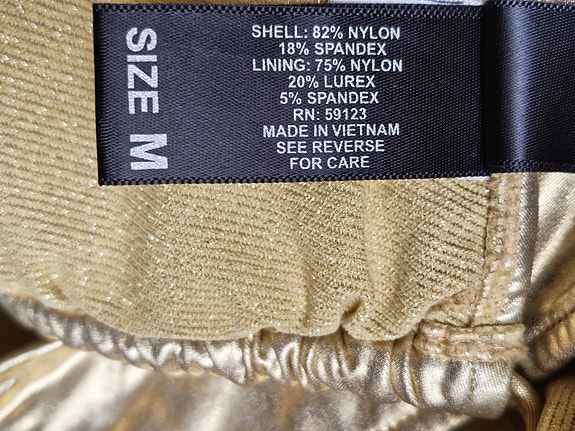 SIZE M
SHELL: 82% NYLON
18% SPANDEX
LINING: 75% NYLON
20% LUREX
5% SPANDEX
RN: 59123
MADE IN VIETNAM
SEE REVERSE
FOR CARE